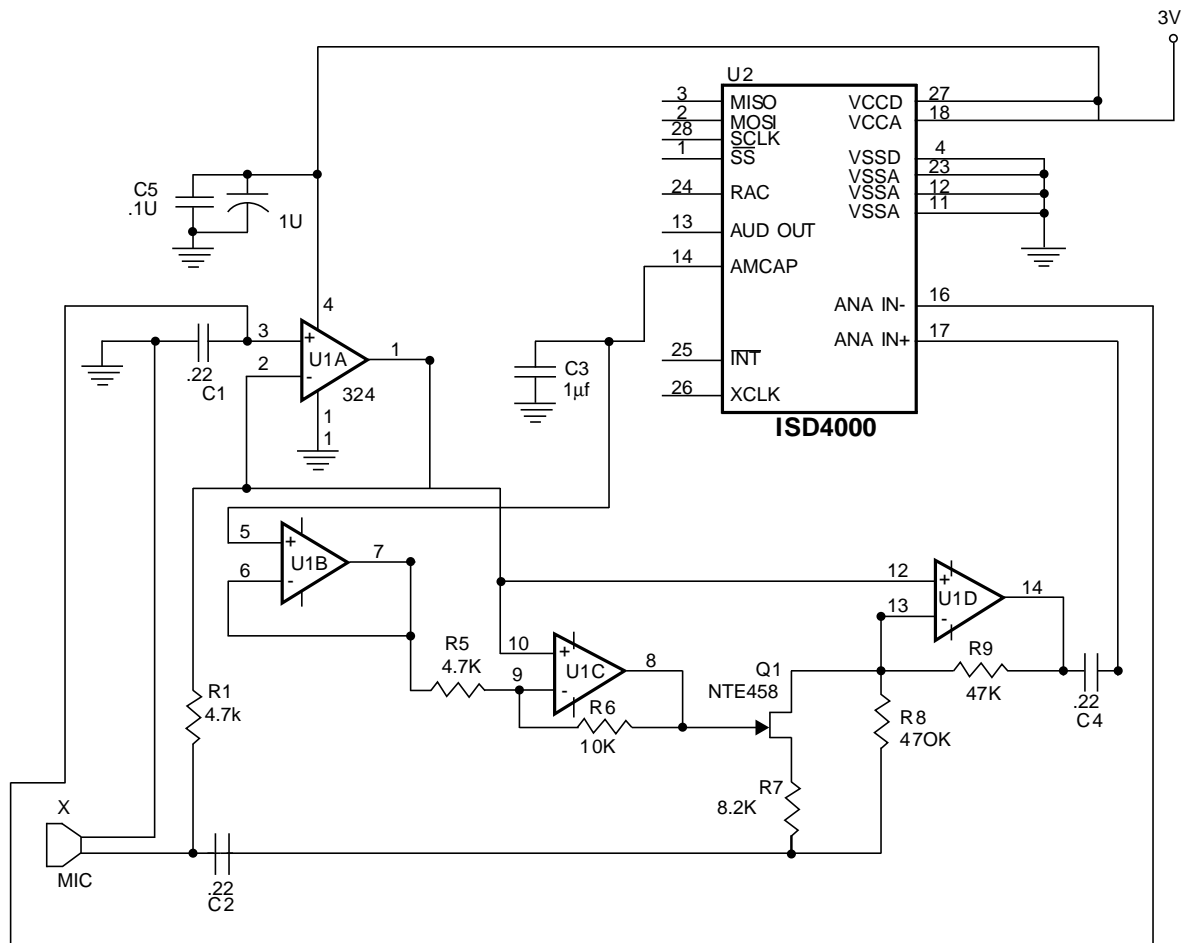 3V
U2
3 MISO VCCD 27
2 MOSI VCCA 18
28 SCLK
1 SS VSSD 4
VSSA 23
24 RAC VSSA 12
VSSA 11
13 AUD OUT
14 AMCAP
ANA IN- 16
ANA IN+ 17
25 INT
26 XCLK
ISD4000
C5
.1U
1U
4
3 + 1
U1A
2 -
324
.22
C1
1
1
C3
1µf
5 + 7
U1B
6 -
12 + 14
U1D
13 -
R5
4.7K
10 + 8
U1C
9 -
R6
10K
Q1
NTE458
R9
47K
.22
C4
R1
4.7k
R8
47OK
R7
8.2K
X
MIC
.22
C2